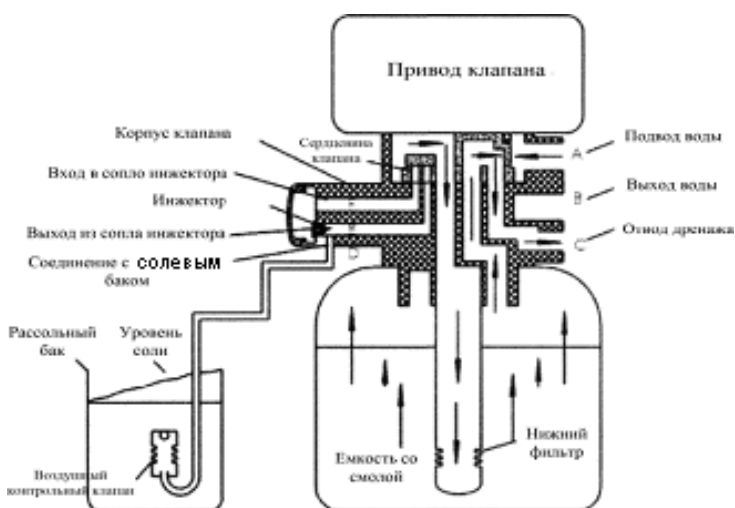 Привод клапана
Корпус клапана
Сердцевина
клапана
Подвод воды
A
Вход в сопло инжектора
Выход воды
B
Инжектор
E
Выход из сопла инжектора
Отвод дренажа
C
Соединение с солевым
баком
D
Рассольный
бак
Уровень
соли
Воздушный
контрольный клапан
Емкость со
смолой
Нижний
фильтр